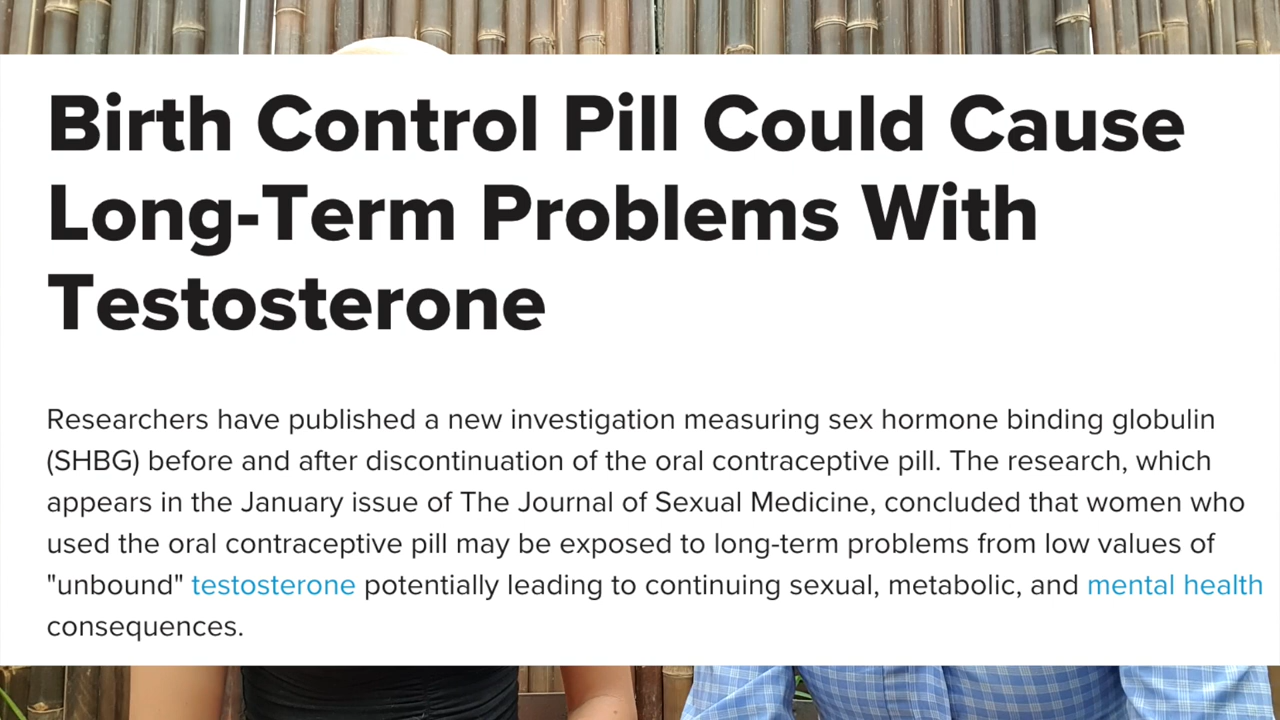 Birth Control Pill Could Cause
Long-Term Problems With
Testosterone
Researchers have published a new investigation measuring sex hormone binding globulin
(SHBG) before and after discontinuation of the oral contraceptive pill. The research, which
appears in the January issue of The Journal of Sexual Medicine, concluded that women who
used the oral contraceptive pill may be exposed to long-term problems from low values of
"unbound" testosterone potentially leading to continuing sexual, metabolic, and mental health
consequences.